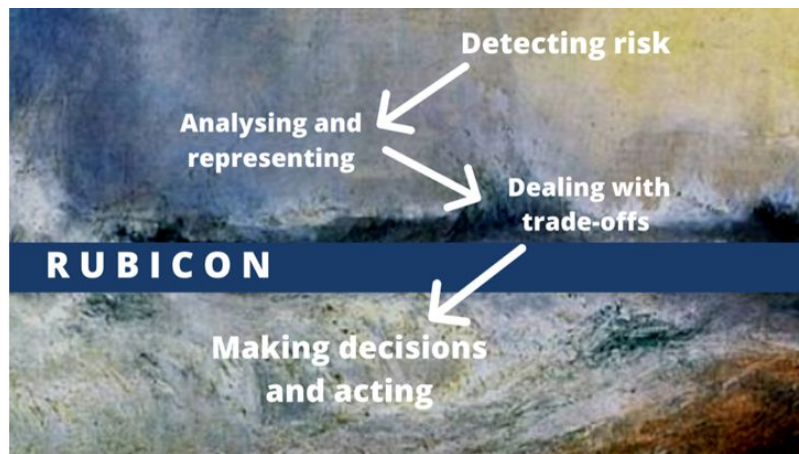 Detecting risk
Analysing and
representing
Dealing with
trade-offs
RUBICON
Making decisions
and acting